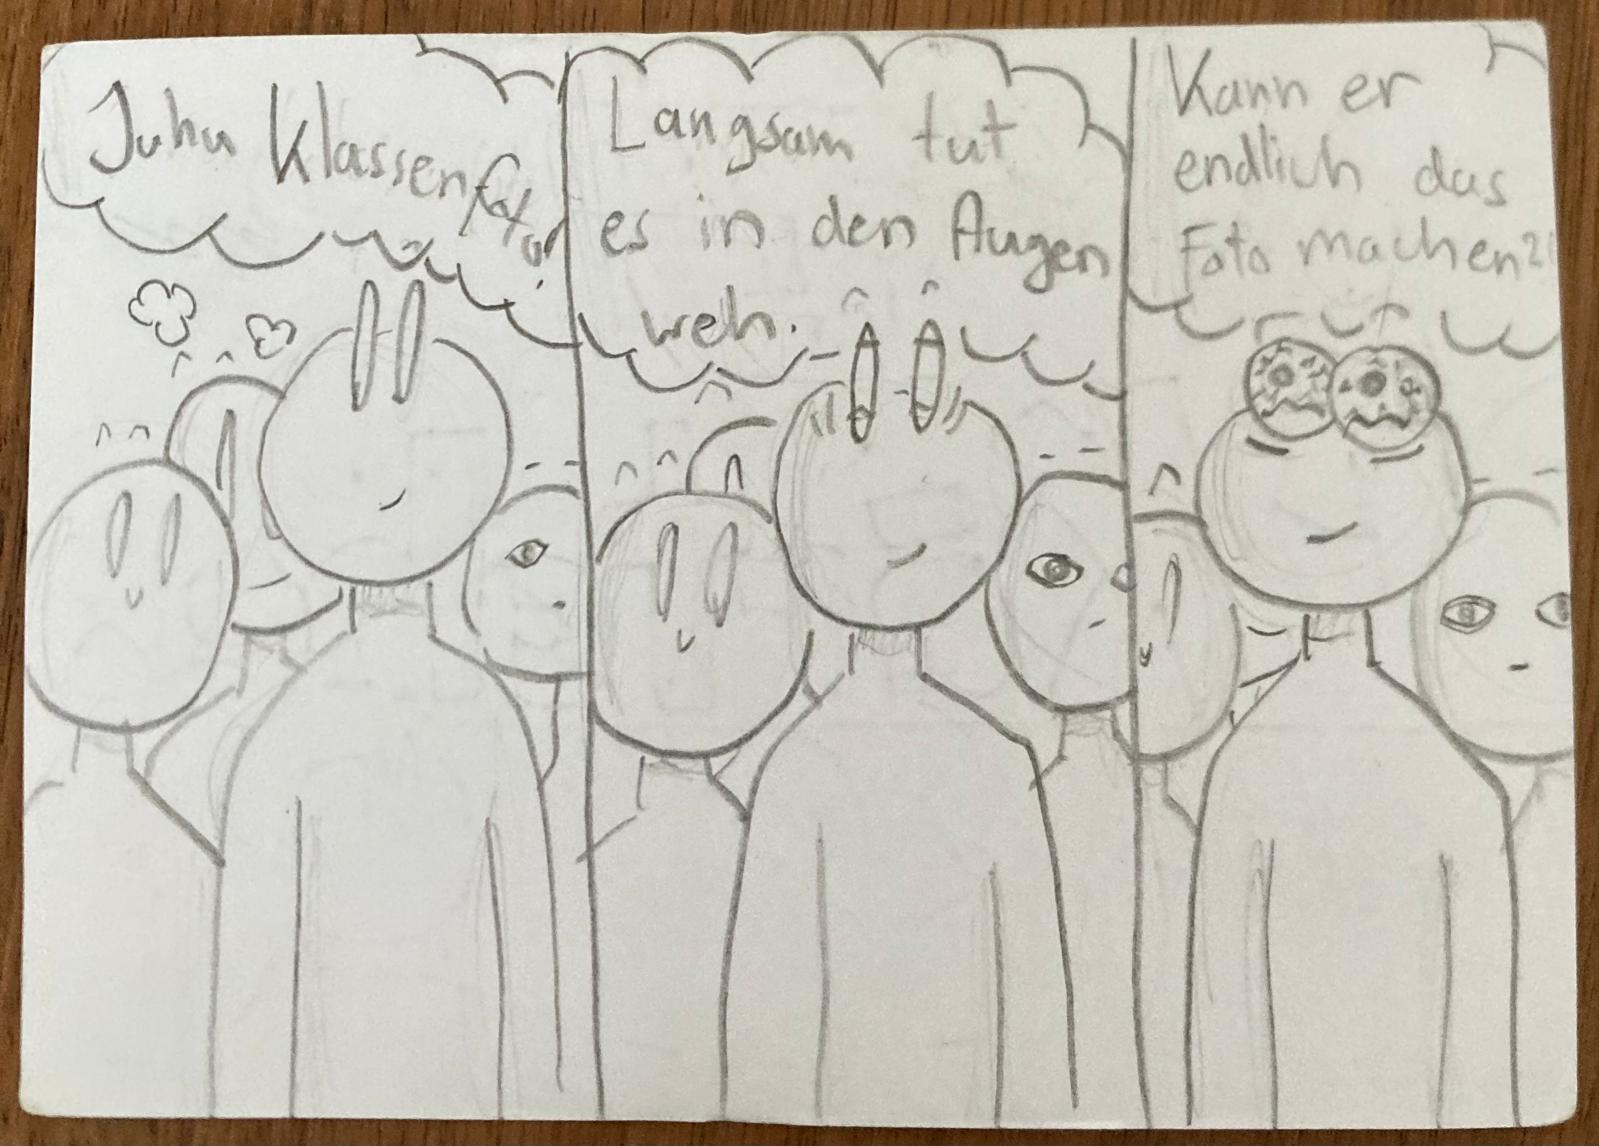 Juhu Klassenfoto!
Langsam tut
es in den Augen
weh.
Kann er
endlich das
Foto machen?!